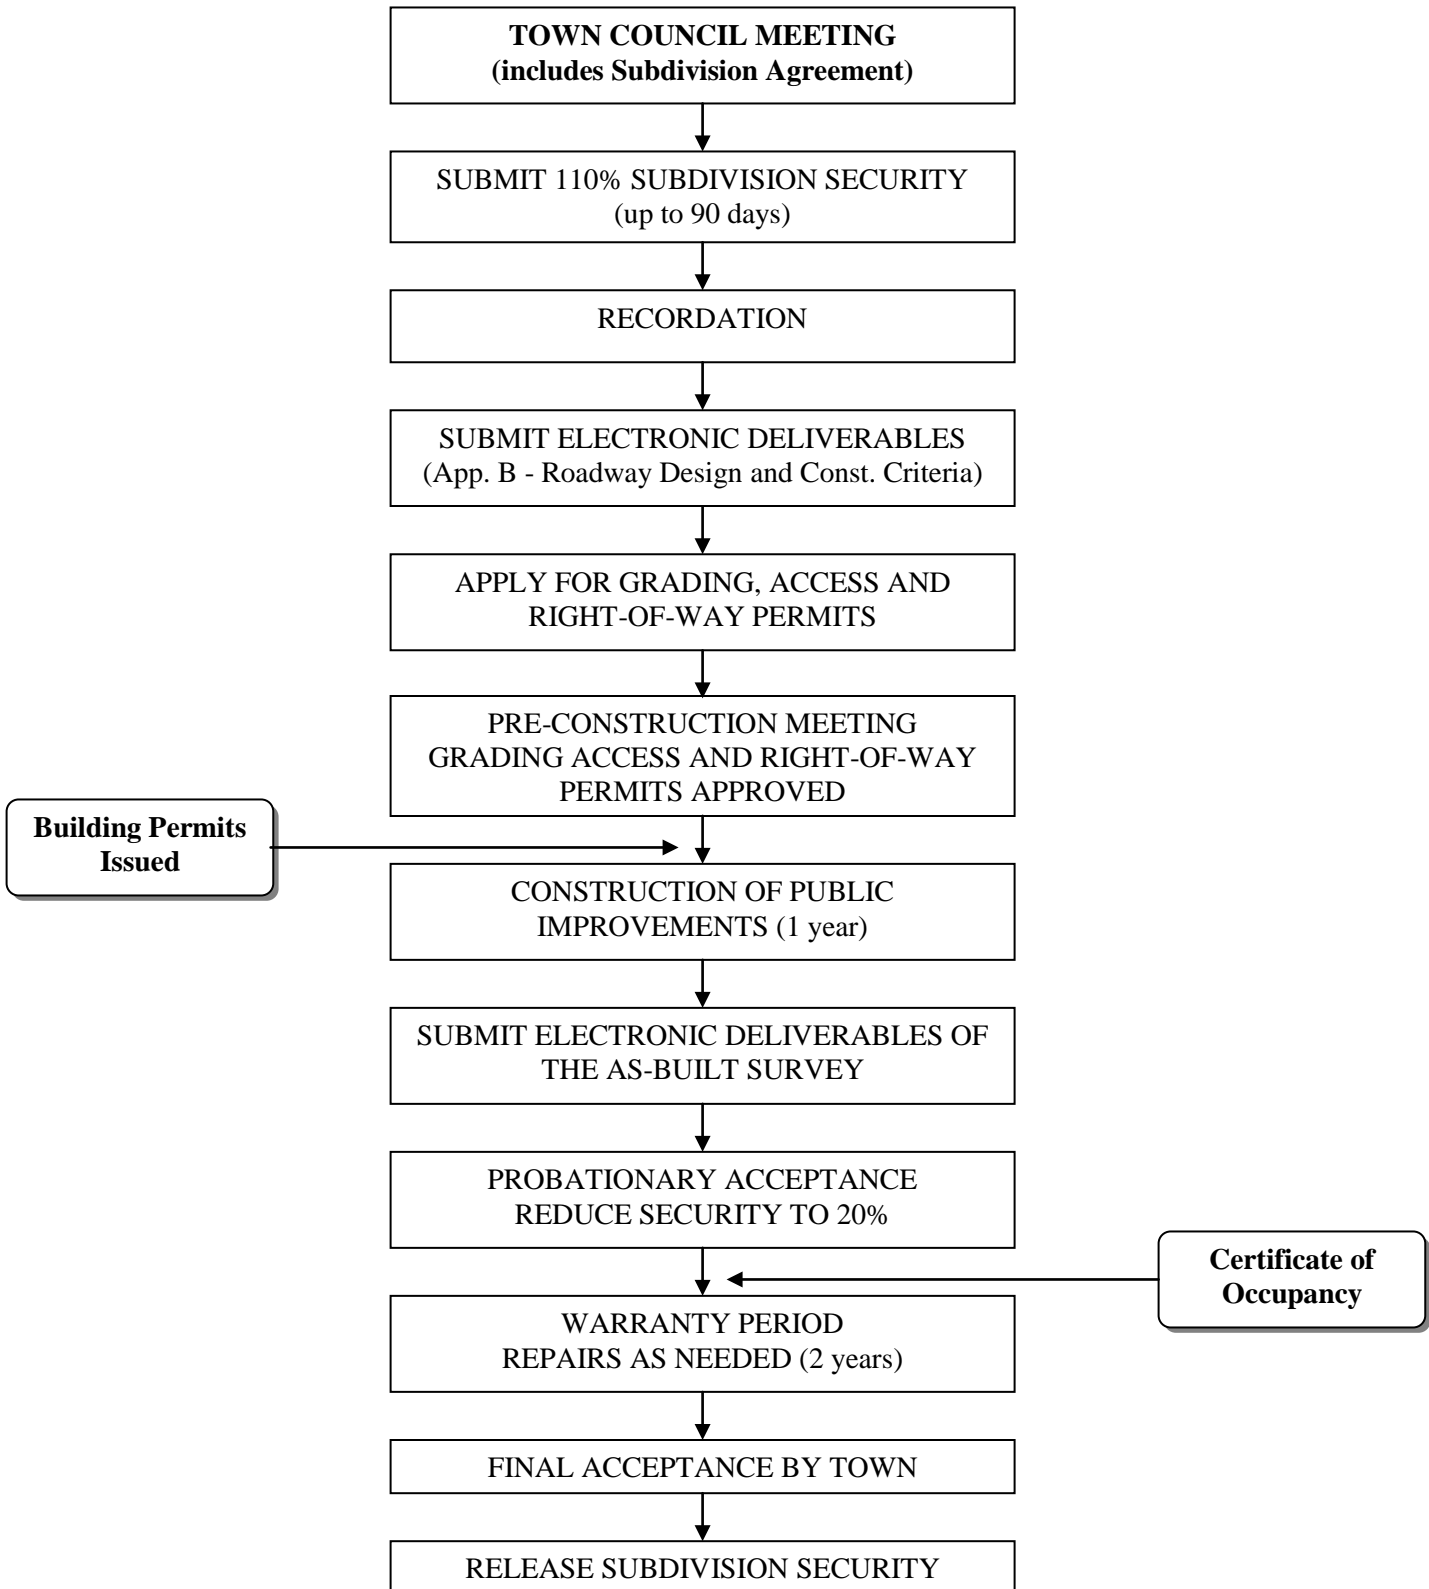 TOWN COUNCIL MEETING
(includes Subdivision Agreement)
SUBMIT 110% SUBDIVISION SECURITY
(up to 90 days)
RECORDATION
SUBMIT ELECTRONIC DELIVERABLES
(App. B - Roadway Design and Const. Criteria)
APPLY FOR GRADING, ACCESS AND
RIGHT-OF-WAY PERMITS
PRE-CONSTRUCTION MEETING
GRADING ACCESS AND RIGHT-OF-WAY
PERMITS APPROVED
Building Permits
Issued
CONSTRUCTION OF PUBLIC
IMPROVEMENTS (1 year)
SUBMIT ELECTRONIC DELIVERABLES OF
THE AS-BUILT SURVEY
PROBATIONARY ACCEPTANCE
REDUCE SECURITY TO 20%
Certificate of
Occupancy
WARRANTY PERIOD
REPAIRS AS NEEDED (2 years)
FINAL ACCEPTANCE BY TOWN
RELEASE SUBDIVISION SECURITY